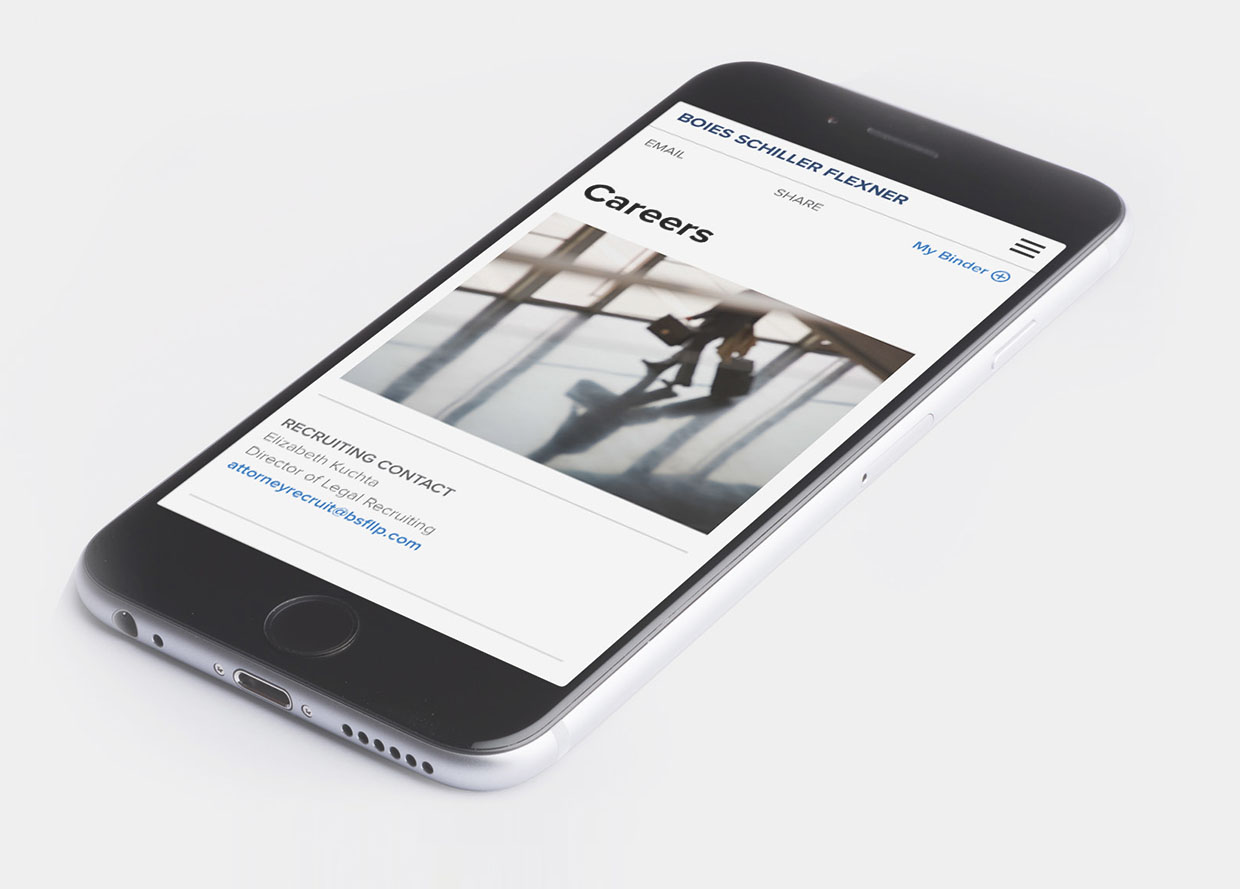 BOIES SCHILLER FLEXNER
EMAIL
SHARE
My Binder
Careers
RECRUITING CONTACT
Elizabeth Kuchta
Director of Legal Recruiting
attorneyrecruit@bsfllp.com